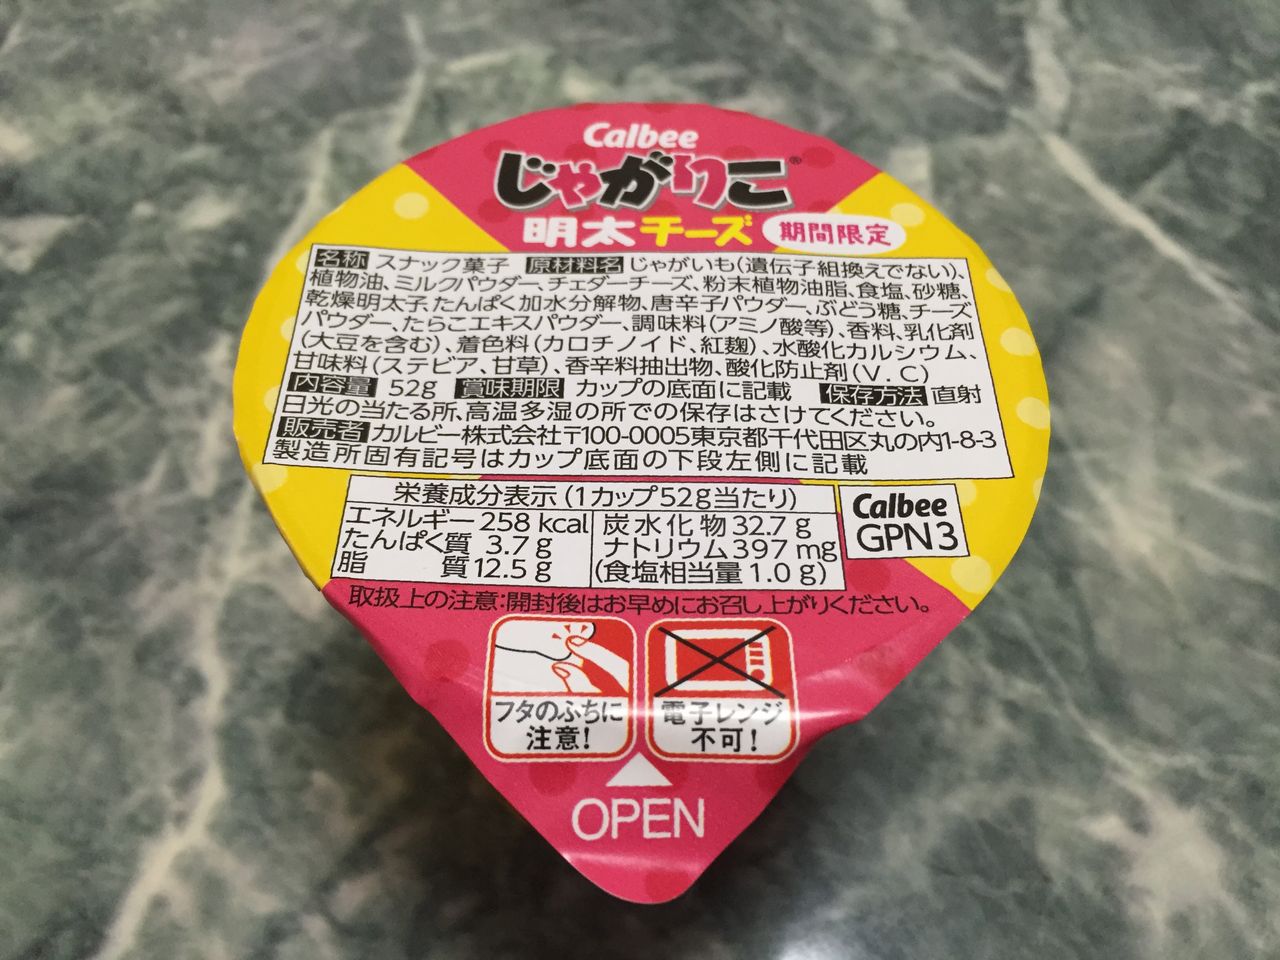 Calbee
じゃがりこ®
明太チーズ 期間限定
名称 スナック菓子 原材料名 じゃがいも(遺伝子組換えでない)、
植物油、ミルクパウダー、チェダーチーズ、粉末植物油脂、食塩、砂糖、
乾燥明太子、たんぱく加水分解物、唐辛子パウダー、ぶどう糖、チーズ
パウダー、たらこエキスパウダー、調味料(アミノ酸等)、香料、乳化剤
(大豆を含む)、着色料(カロチノイド、紅麹)、水酸化カルシウム、
甘味料(ステビア、甘草)、香辛料抽出物、酸化防止剤(V.C)
内容量 52g 賞味期限 カップの底面に記載 保存方法 直射
日光の当たる所、高温多湿の所での保存はさけてください。
販売者 カルビー株式会社〒100-0005東京都千代田区丸の内1-8-3
製造所固有記号はカップ底面の下段左側に記載
栄養成分表示(1カップ52g当たり)
エネルギー 258 kcal 炭水化物 32.7 g
たんぱく質 3.7 g ナトリウム 397 mg
脂質 12.5 g (食塩相当量 1.0 g)
Calbee
GPN3
取扱上の注意:開封後はお早めにお召し上がりください。
フタのふちに
注意!
電子レンジ
不可!
OPEN